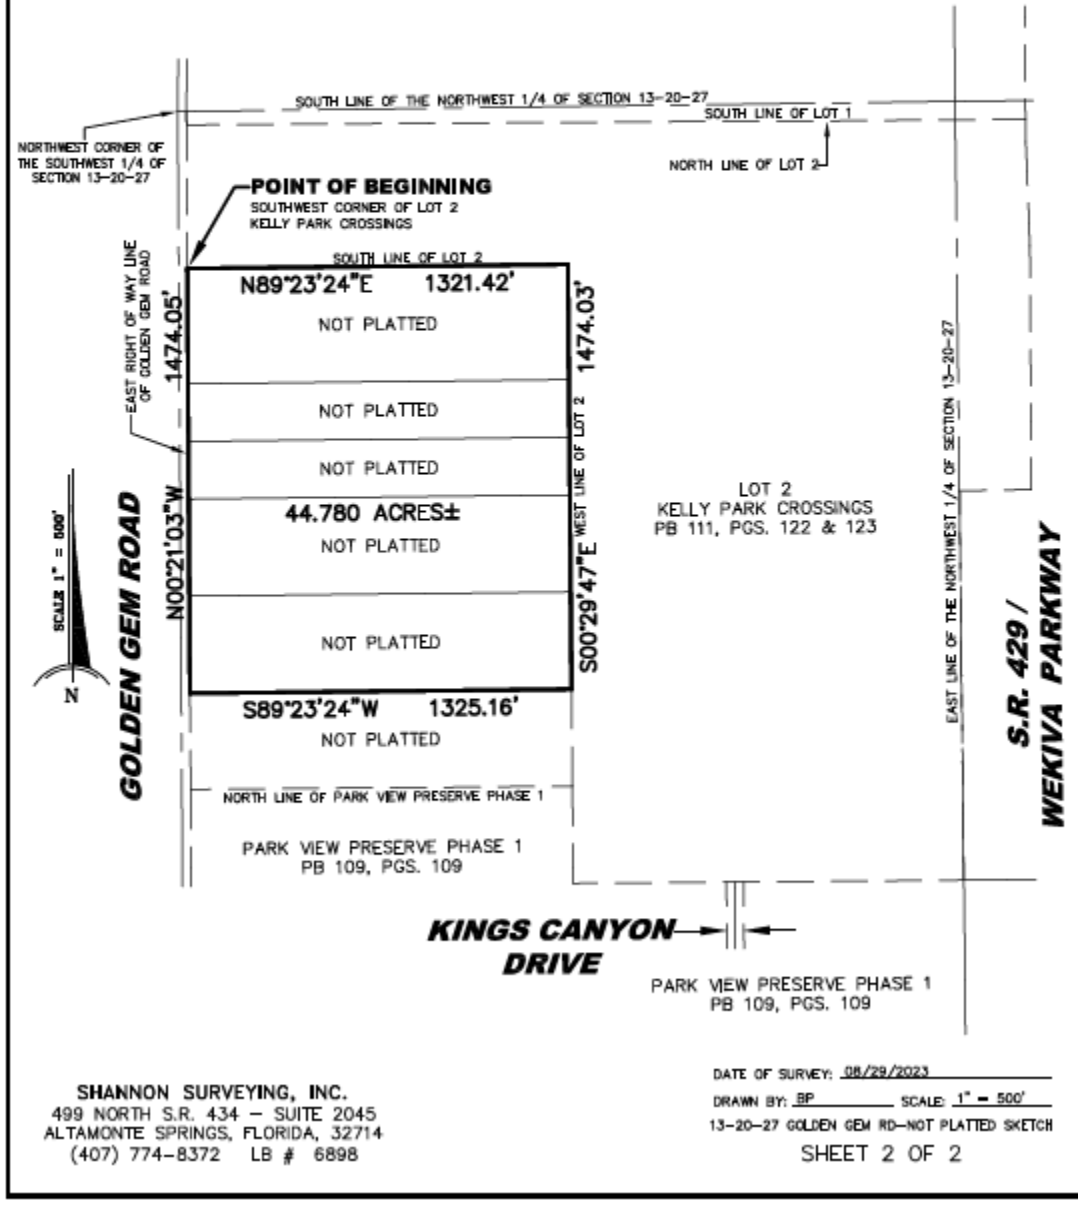 SOUTH LINE OF THE NORTHWEST 1/4 OF SECTION 13-20-27
SOUTH LINE OF LOT 1
NORTHWEST CORNER OF
THE SOUTHWEST 1/4 OF
SECTION 13-20-27
NORTH LINE OF LOT 2
POINT OF BEGINNING
SOUTHWEST CORNER OF LOT 2
KELLY PARK CROSSINGS
SOUTH LINE OF LOT 2
N89°23'24"E 1321.42'
NOT PLATTED
EAST RIGHT OF WAY LINE
OF GOLDEN GEM ROAD
1474.05'
1474.03'
NOT PLATTED
NOT PLATTED
WEST LINE OF LOT 2
EAST LINE OF THE NORTHWEST 1/4 OF SECTION 13-20-27
LOT 2
KELLY PARK CROSSINGS
PB 111, PGS. 122 & 123
44.780 ACRES±
NOT PLATTED
SCALE 1" = 500'
N
GOLDEN GEM ROAD
N00°21'03"W
S00°29'47"E
NOT PLATTED
S.R. 429 /
WEKIVA PARKWAY
S89°23'24"W 1325.16'
NOT PLATTED
NORTH LINE OF PARK VIEW PRESERVE PHASE 1
PARK VIEW PRESERVE PHASE 1
PB 109, PGS. 109
KINGS CANYON
DRIVE
PARK VIEW PRESERVE PHASE 1
PB 109, PGS. 109
SHANNON SURVEYING, INC.
499 NORTH S.R. 434 – SUITE 2045
ALTAMONTE SPRINGS, FLORIDA, 32714
(407) 774-8372 LB # 6898
DATE OF SURVEY: 08/29/2023
DRAWN BY: BP SCALE: 1" = 500'
13-20-27 GOLDEN GEM RD-NOT PLATTED SKETCH
SHEET 2 OF 2